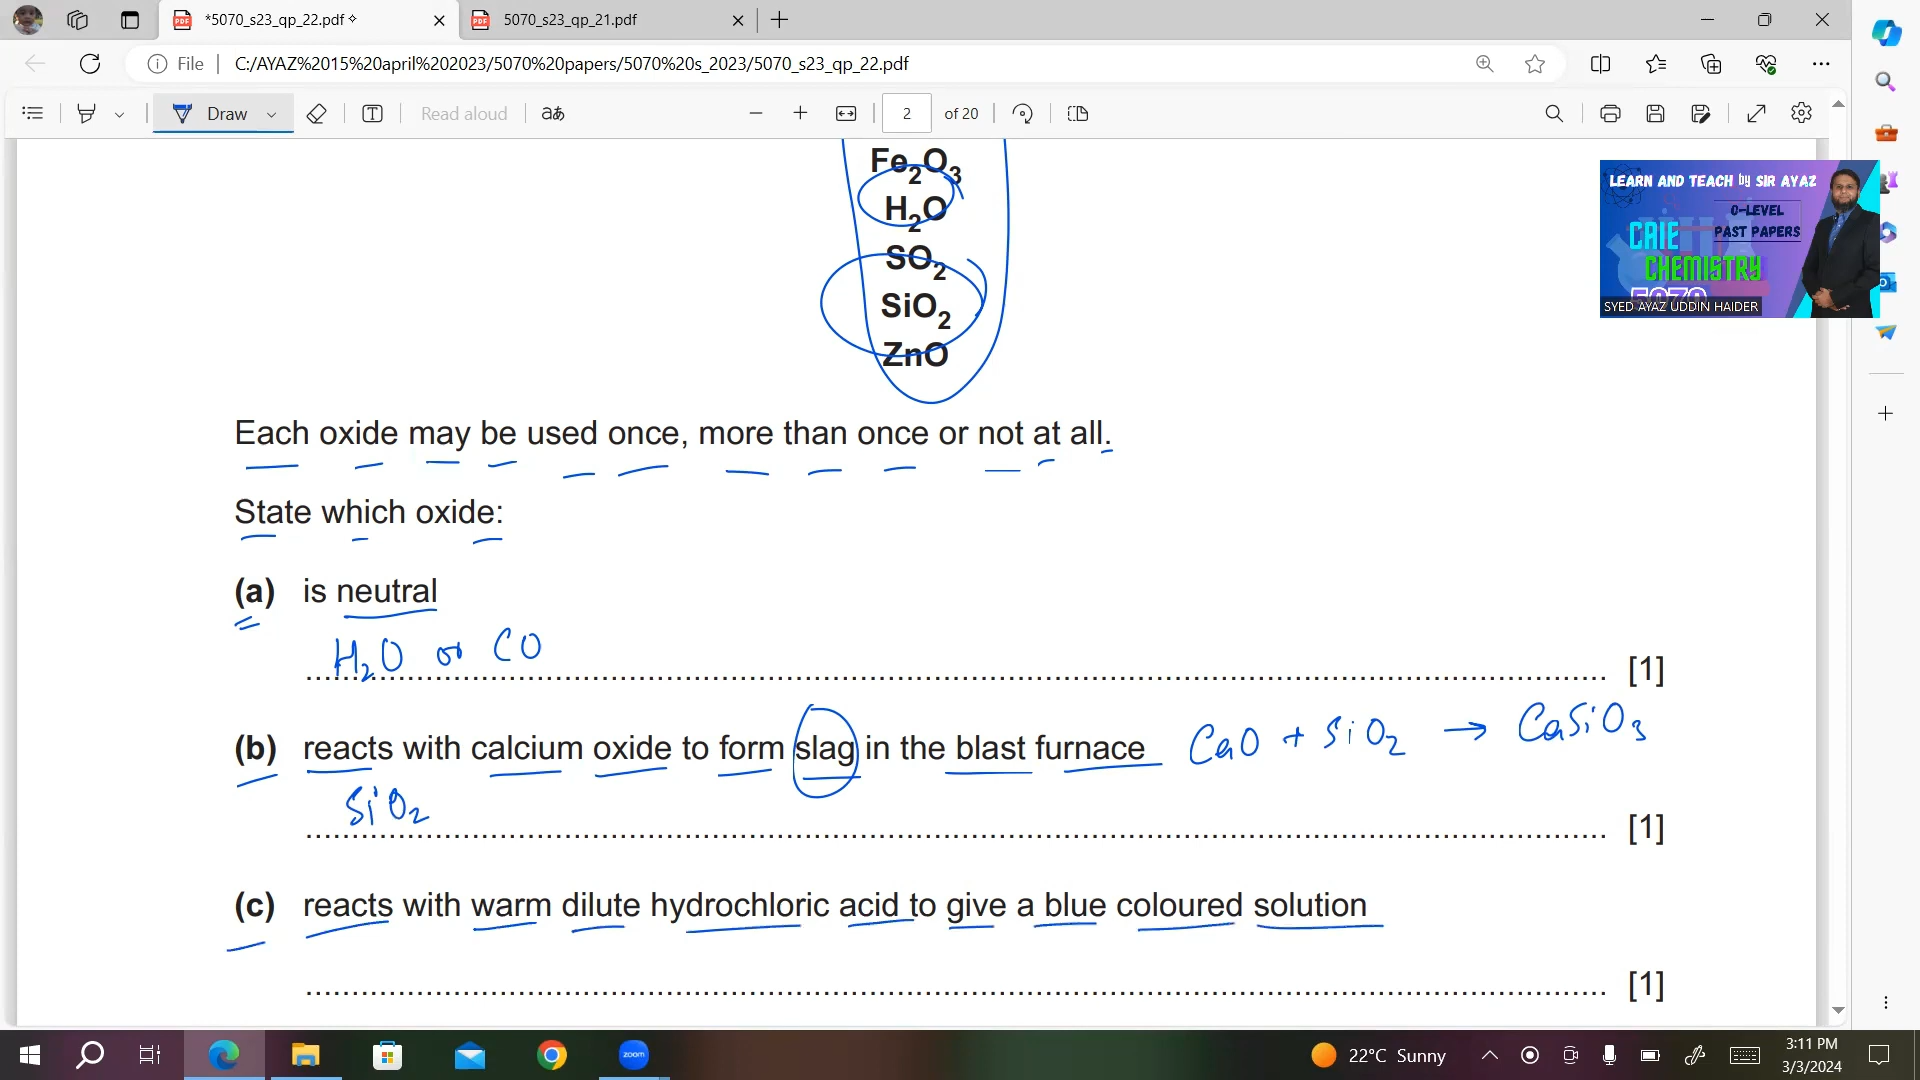 *5070_s23_qp_22.pdf
5070_s23_qp_21.pdf
File
C:/AYAZ%2015%20april%202023/5070%20papers/5070%20s_2023/5070_s23_qp_22.pdf
Draw
Read aloud
aあ
2
of 20
Fe2O3
H2O
SO2
SiO2
ZnO
LEARN AND TEACH by SIR AYAZ
O-LEVEL
PAST PAPERS
CAIE
CHEMISTRY
5070
SYED AYAZ UDDIN HAIDER
Each oxide may be used once, more than once or not at all.
State which oxide:
(a) is neutral
H2O or CO
[1]
(b) reacts with calcium oxide to form slag in the blast furnace CaO + SiO2 → CaSiO3
SiO2
[1]
(c) reacts with warm dilute hydrochloric acid to give a blue coloured solution
[1]
zoom
22°C Sunny
3:11 PM
3/3/2024